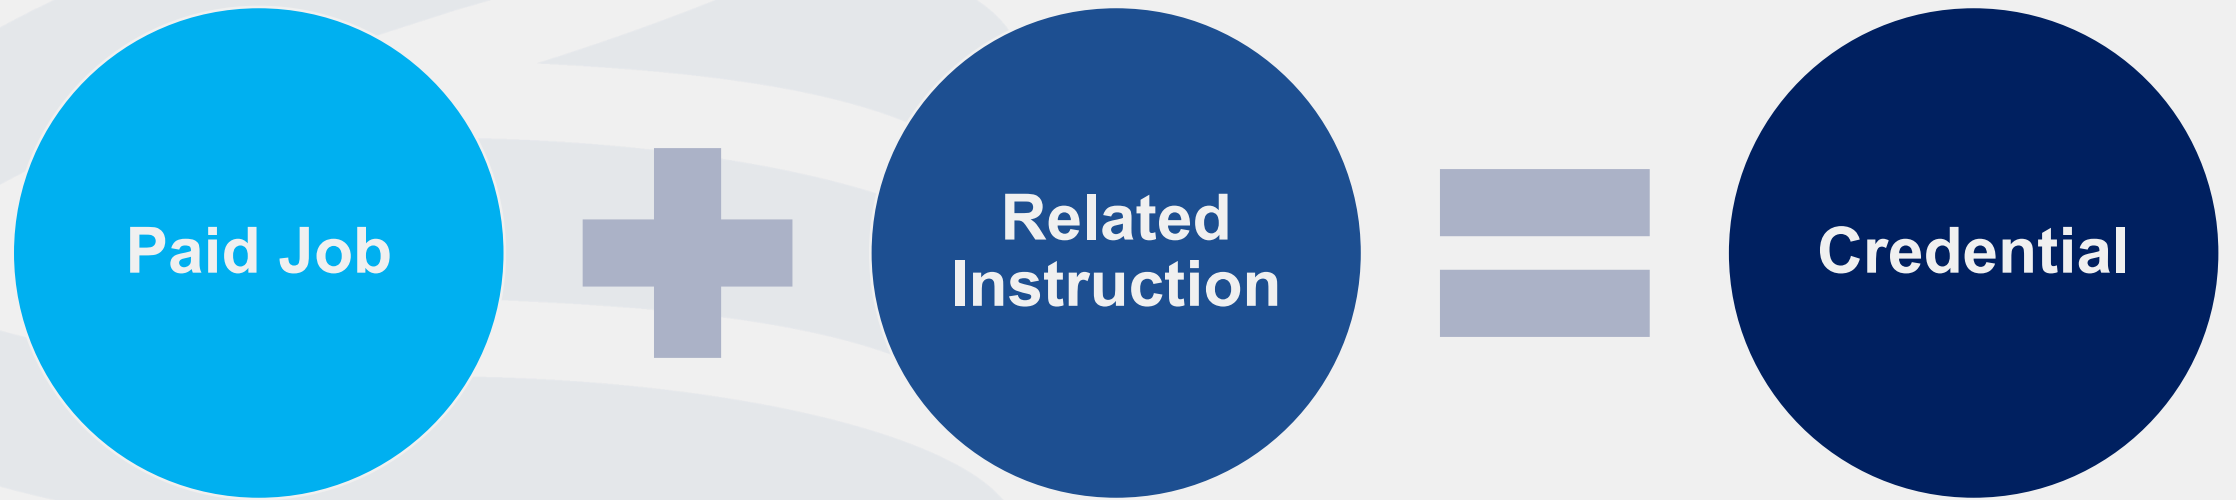 Paid Job
Related
Instruction
Credential